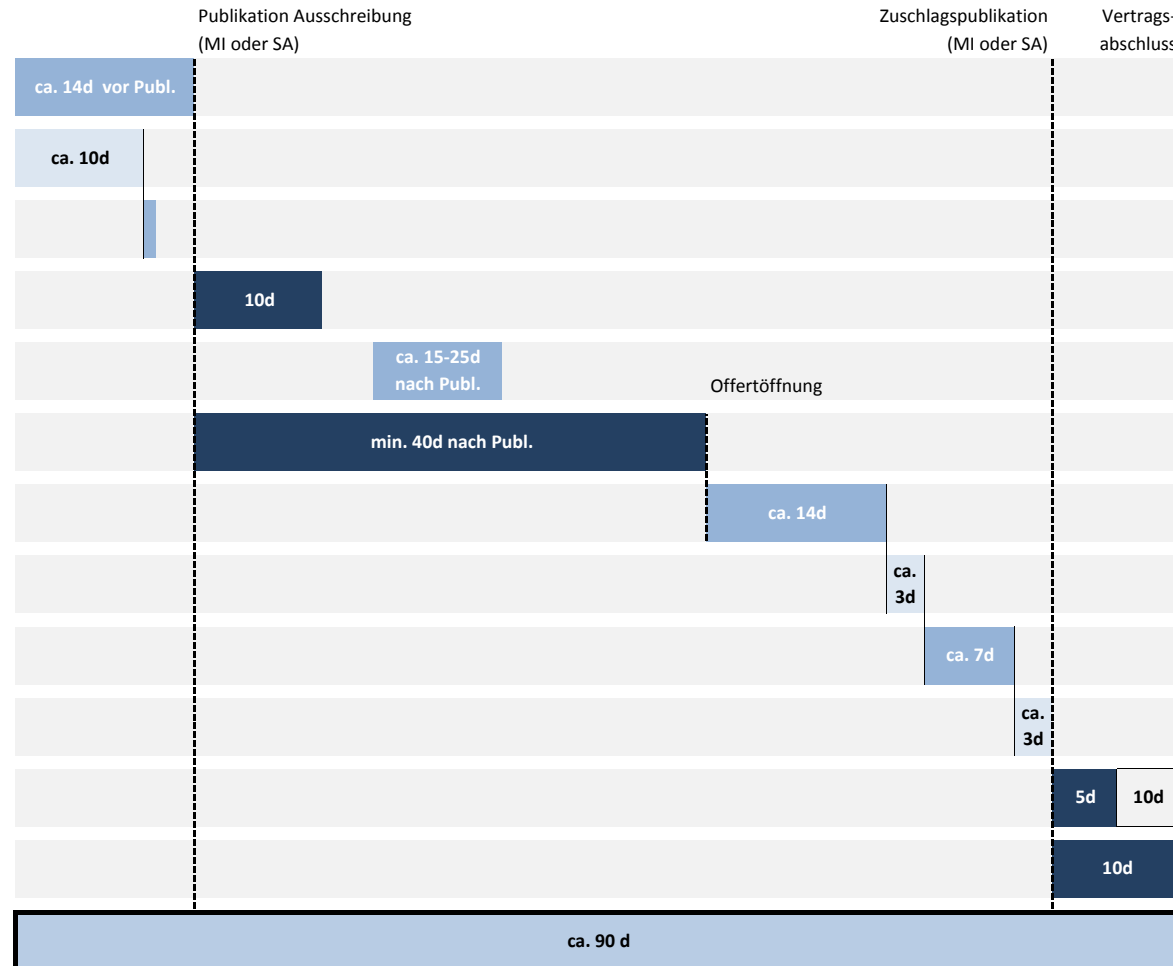 Publikation Ausschreibung
(MI oder SA)
Zuschlagspublikation
(MI oder SA)
Vertrags-
abschluss
ca. 14d vor Publ.
ca. 10d
10d
ca. 15-25d
nach Publ.
Offertöffnung
min. 40d nach Publ.
ca. 14d
ca.
3d
ca. 7d
ca.
3d
5d
10d
10d
ca. 90 d